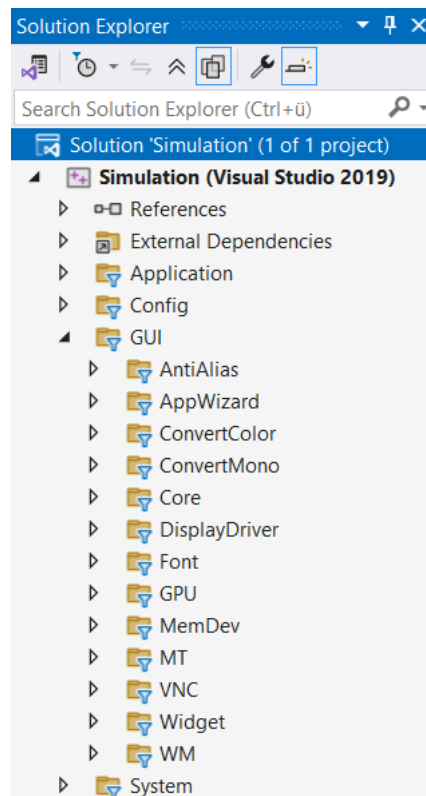 Solution Explorer
Search Solution Explorer (Ctrl+ü)
Solution 'Simulation' (1 of 1 project)
Simulation (Visual Studio 2019)
References
External Dependencies
Application
Config
GUI
AntiAlias
AppWizard
ConvertColor
ConvertMono
Core
DisplayDriver
Font
GPU
MemDev
MT
VNC
Widget
WM
System